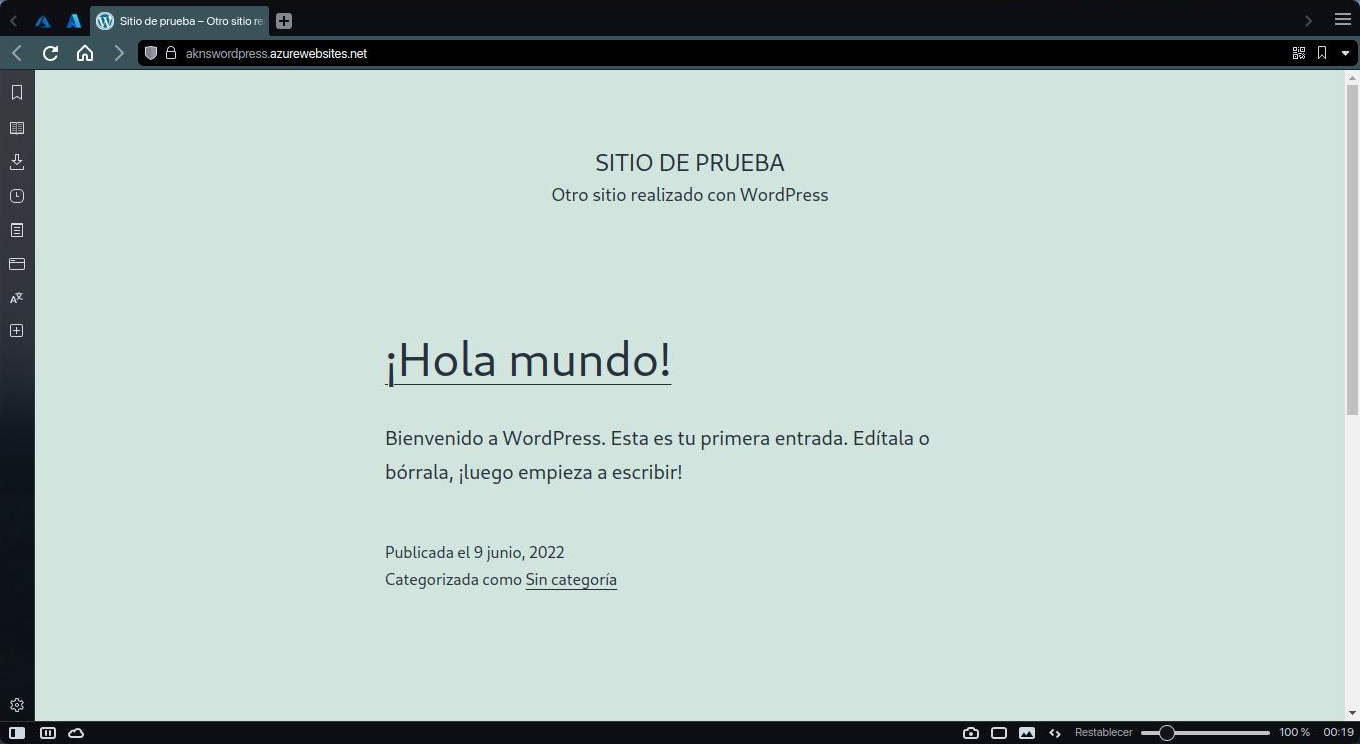 Sitio de prueba – Otro sitio re
aknswordpress.azurewebsites.net
SITIO DE PRUEBA
Otro sitio realizado con WordPress
¡Hola mundo!
Bienvenido a WordPress. Esta es tu primera entrada. Edítala o
bórrala, ¡luego empieza a escribir!
Publicada el 9 junio, 2022
Categorizada como Sin categoría
Restablecer 100 % 00:19